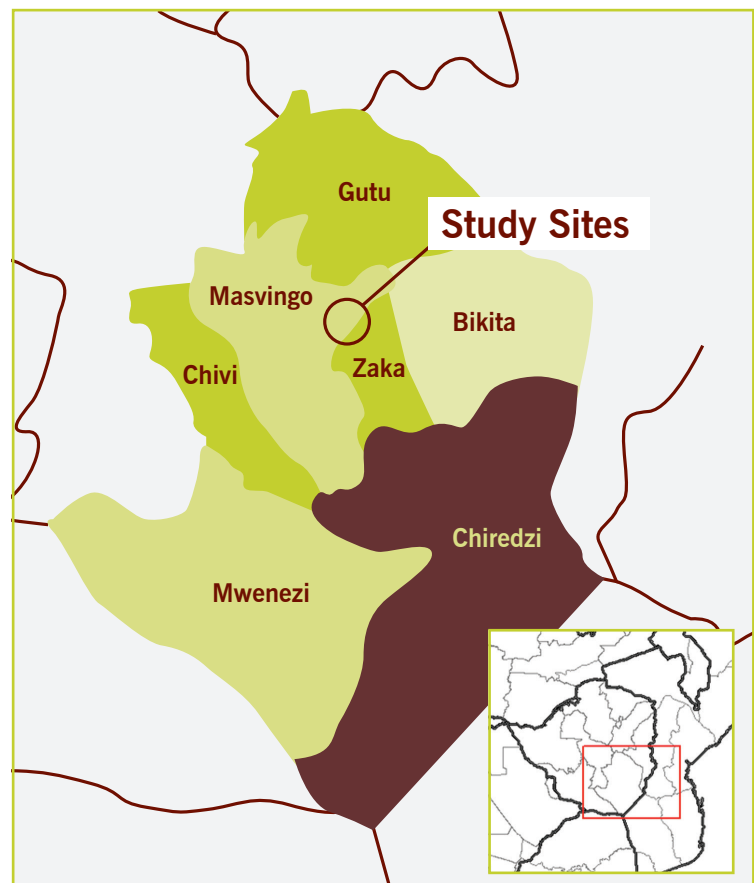 Gutu
Study Sites
Masvingo
Bikita
Chivi
Zaka
Chiredzi
Mwenezi